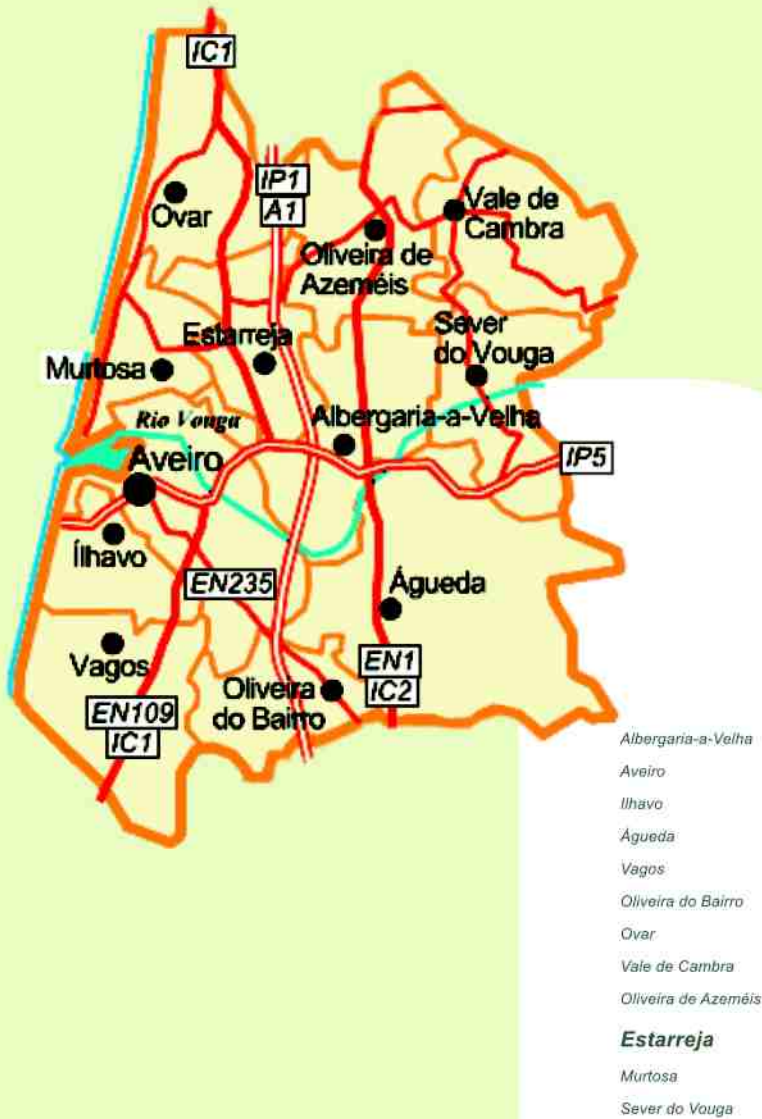 IC1
IP1
A1
Ovar
Vale de
Cambra
Oliveira de
Azeméis
Estarreja
Sever
do Vouga
Murtosa
Rio Vouga
Albergaria-a-Velha
Aveiro
IP5
Ílhavo
EN235
Águeda
Vagos
EN1
IC2
Oliveira
do Bairro
EN109
IC1
Albergaria-a-Velha
Aveiro
Ilhavo
Águeda
Vagos
Oliveira do Bairro
Ovar
Vale de Cambra
Oliveira de Azeméis
Estarreja
Murtosa
Sever do Vouga